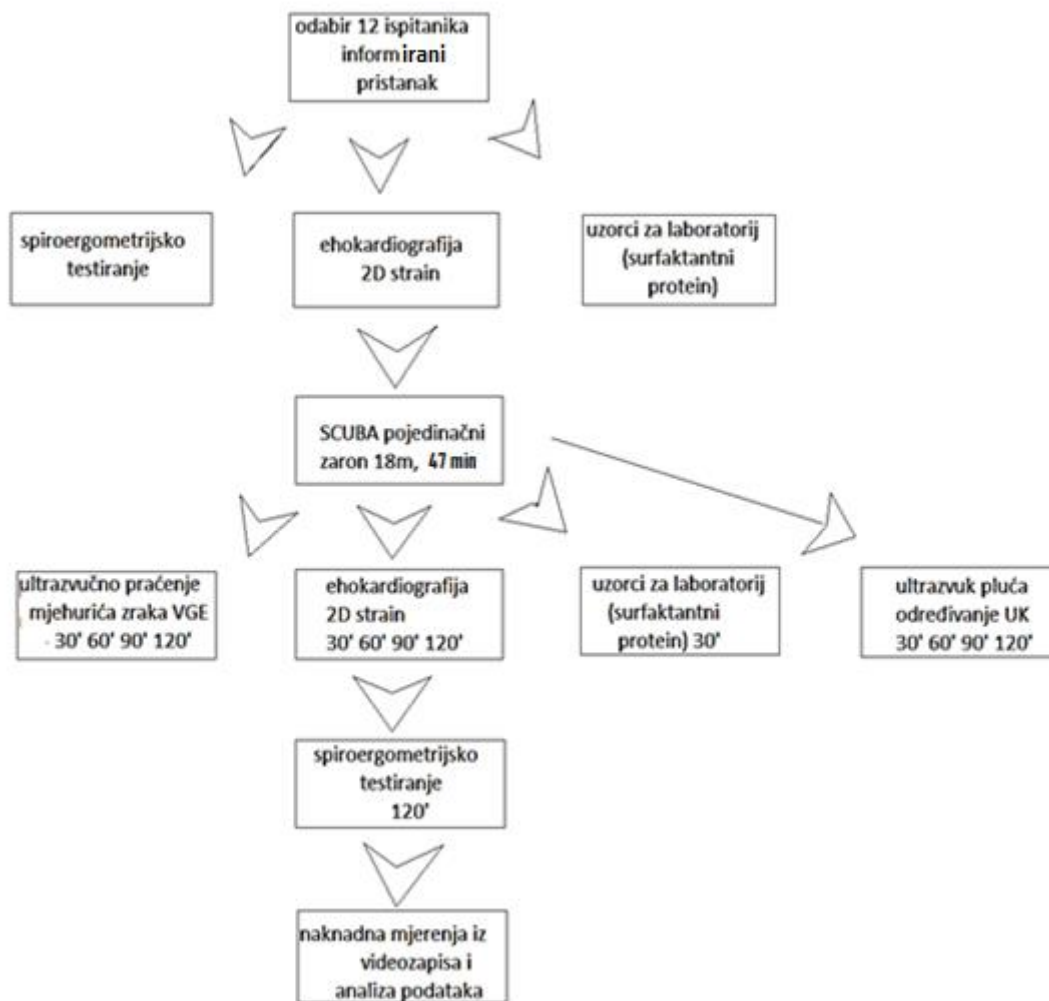 odabir 12 ispitanika
informirani
pristanak
spiroergometrijsko
testiranje
ehokardiografija
2D strain
uzorci za laboratorij
(surfaktantni
protein)
SCUBA pojedinačni
zaron 18m, 47 min
ultrazvučno praćenje
mjehurića zraka VGE
30' 60' 90' 120'
ehokardiografija
2D strain
30' 60' 90' 120'
uzorci za laboratorij
(surfaktantni
protein) 30'
ultrazvuk pluća
određivanje UK
30' 60' 90' 120'
spiroergometrijsko
testiranje
120'
naknadna mjerenja iz
videozapisa i
analiza podataka